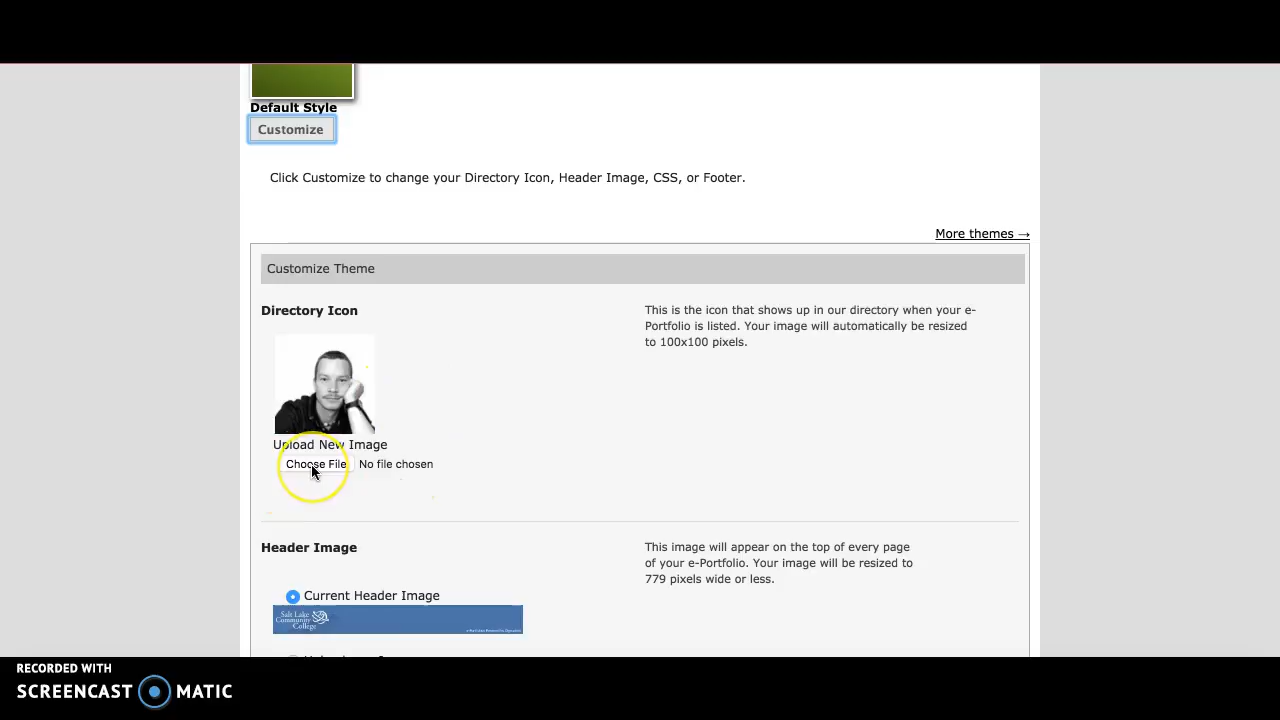 Default Style
Customize
Click Customize to change your Directory Icon, Header Image, CSS, or Footer.
More themes →
Customize Theme
Directory Icon
This is the icon that shows up in our directory when your e-
Portfolio is listed. Your image will automatically be resized
to 100x100 pixels.
Upload New Image
Choose File No file chosen
Header Image
This image will appear on the top of every page
of your e-Portfolio. Your image will be resized to
779 pixels wide or less.
Current Header Image
Salt Lake
Community
College
RECORDED WITH
SCREENCAST MATIC